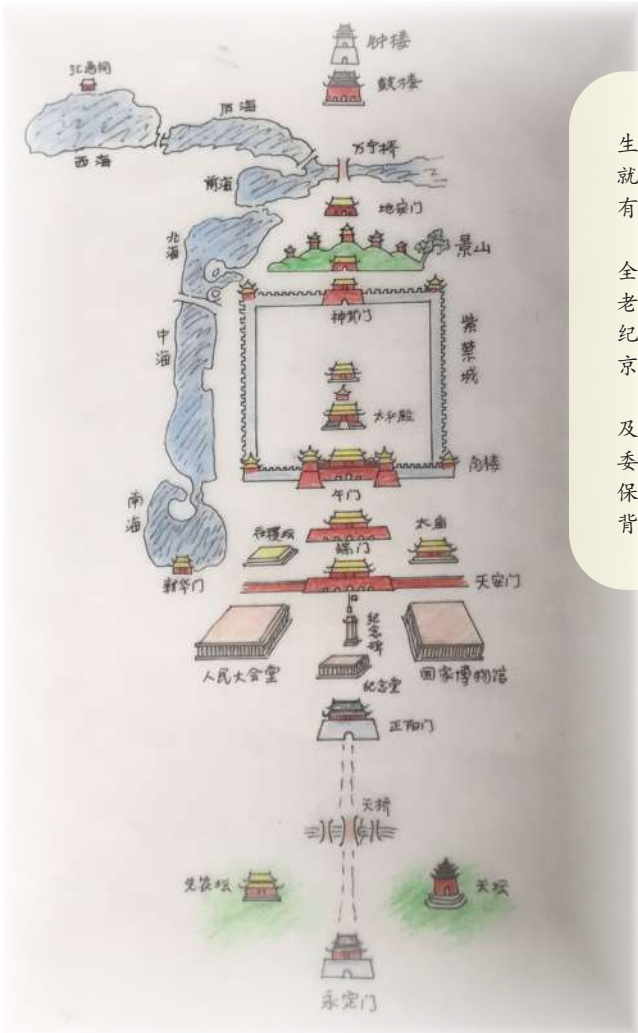 钟楼
鼓楼
汇通祠
后海
西海
万宁桥
前海
地安门
北海
景山
神武门
紫禁城
中海
太和殿
角楼
午门
南海
社稷坛
太庙
端门
新华门
天安门
纪念碑
人民大会堂
国家博物馆
纪念堂
正阳门
天桥
先农坛
天坛
永定门
生
就
有
全
老
纪
京
及
委
保
背